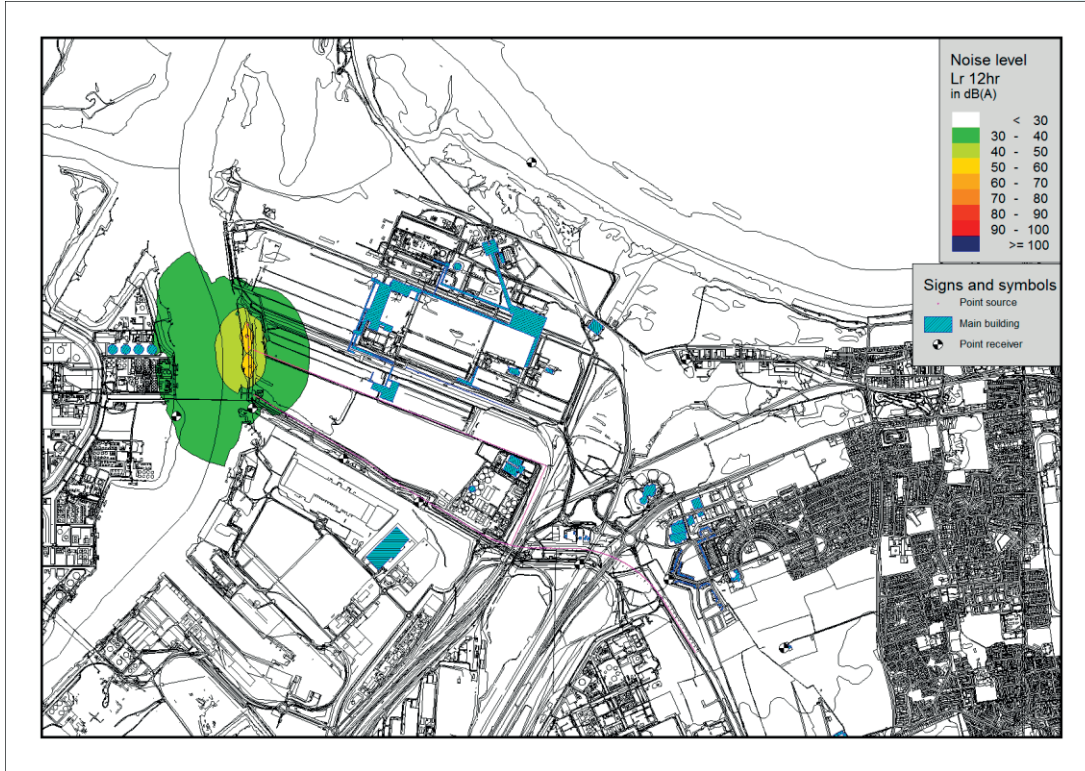 Noise level
Lr 12hr
in dB(A)
< 30
30 - 40
40 - 50
50 - 60
60 - 70
70 - 80
80 - 90
90 - 100
>= 100
Signs and symbols
Point source
Main building
Point receiver